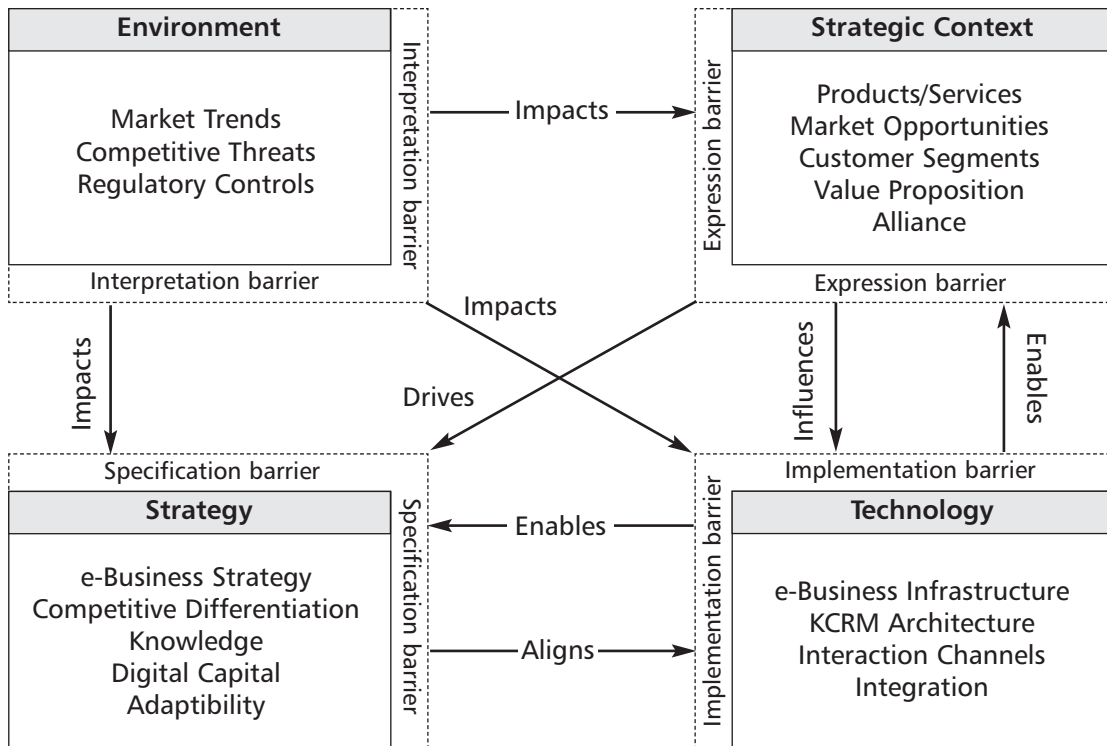 Environment
Market Trends
Competitive Threats
Regulatory Controls
Interpretation barrier
Interpretation barrier
Impacts
Strategic Context
Products/Services
Market Opportunities
Customer Segments
Value Proposition
Alliance
Expression barrier
Expression barrier
Impacts
Impacts
Drives
Influences
Enables
Specification barrier
Strategy
e-Business Strategy
Competitive Differentiation
Knowledge
Digital Capital
Adaptibility
Specification barrier
Enables
Aligns
Implementation barrier
Implementation barrier
Technology
e-Business Infrastructure
KCRM Architecture
Interaction Channels
Integration